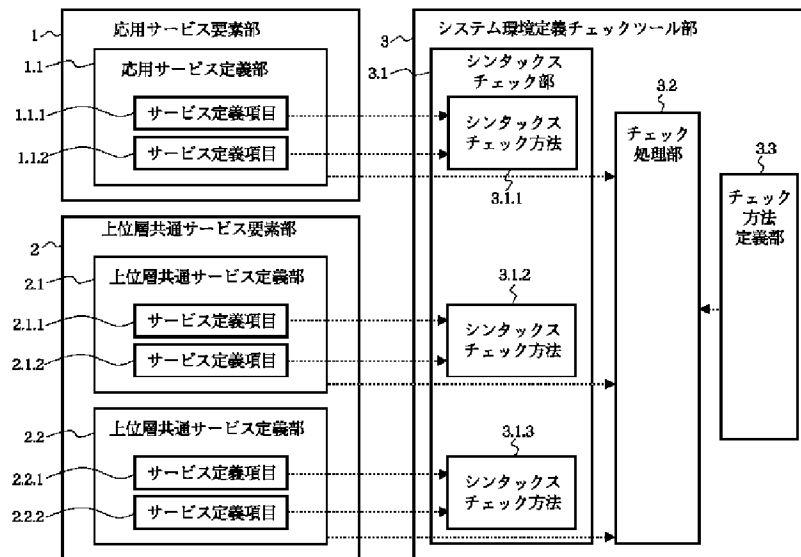 1
応用サービス要素部
1.1
応用サービス定義部
1.1.1
サービス定義項目
1.1.2
サービス定義項目
2
上位層共通サービス要素部
2.1
上位層共通サービス定義部
2.1.1
サービス定義項目
2.1.2
サービス定義項目
2.2
上位層共通サービス定義部
2.2.1
サービス定義項目
2.2.2
サービス定義項目
3
システム環境定義チェックツール部
3.1
シンタックス
チェック部
シンタックス
チェック方法
3.1.1
3.1.2
シンタックス
チェック方法
3.1.3
シンタックス
チェック方法
3.2
チェック
処理部
3.3
チェック
方法
定義部